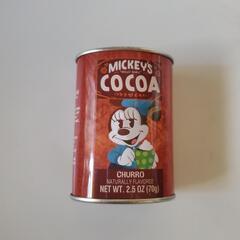 MICKEY'S
COCOA
CHURRO
NATURALLY FLAVORED
NET WT. 2.5 OZ (70g)